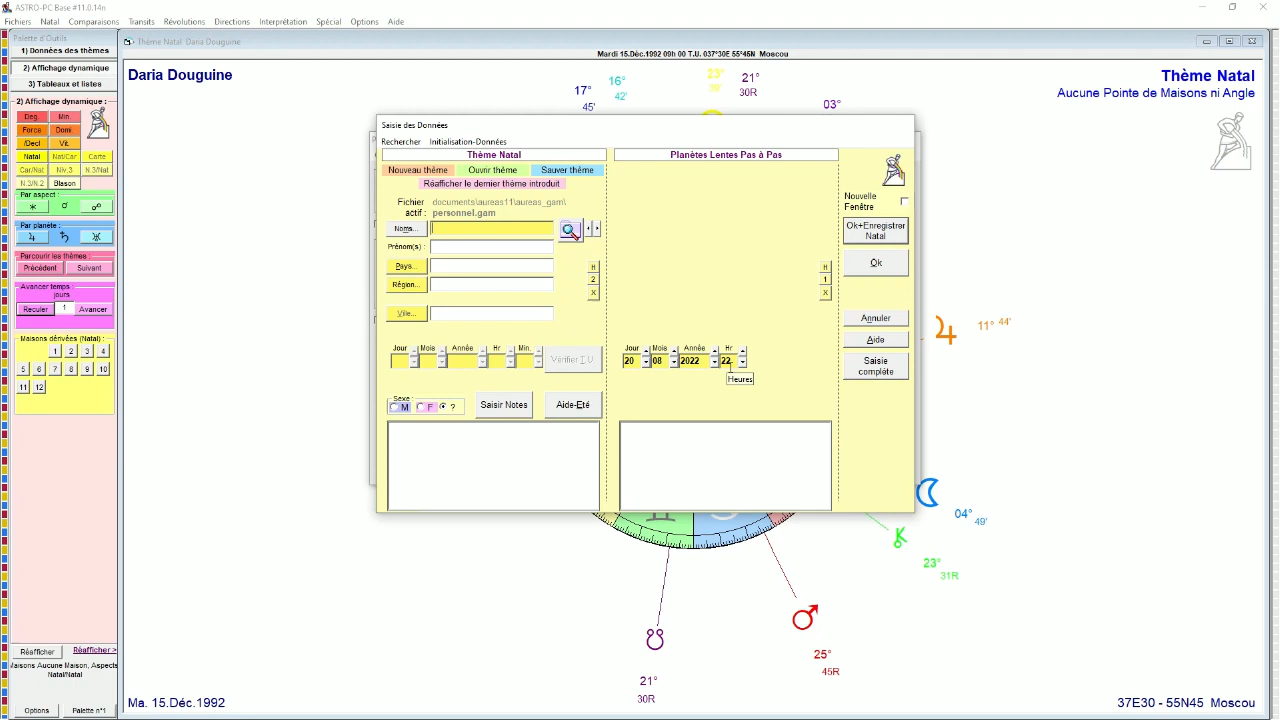 ASTRO-PC Base #11.0.14n
Fichiers Natal Comparaisons Transits Révolutions Directions Interprétation Spécial Options Aide
Palette d'Outils
1) Données des thèmes
2) Affichage dynamique
3) Tableaux et listes
2) Affichage dynamique :
Deg. Min.
Force Domi.
/Decl Vit.
Natal Nat/Car Carte
Car/Nat Niv.3 N.3/Nat
N.3/N.2 Blason
Par aspect :
Par planète :
Parcourir les thèmes
Précédent Suivant
Avancer temps :
jours
Reculer 1 Avancer
Maisons dérivées (Natal) :
1 2 3 4
5 6 7 8 9 10
11 12
Réafficher Réafficher >
Maisons Aucune Maison, Aspects
Natal/Natal
Options Palette n°1
Thème Natal Daria Douguine
Mardi 15.Déc.1992 09h 00 T.U. 037°30E 55°45N Moscou
Daria Douguine
Thème Natal
Aucune Pointe de Maisons ni Angle
17°
45'
16°
42'
23°
21°
30R
03°
Saisie des Données
Rechercher Initialisation-Données
Thème Natal
Planètes Lentes Pas à Pas
Nouveau thème Ouvrir thème Sauver thème
Réafficher le dernier thème introduit
Fichier documents\aureas11\aureas_gam\
actif : personnel.gam
Nom...
Prénom(s) :
Pays...
Région...
Ville...
H
2
X
H
1
X
Jour Mois Année Hr Min.
Vérifier T.U.
Jour Mois Année Hr
20 08 2022 22
Heures
Sexe :
M F ?
Saisir Notes
Aide-Eté
Nouvelle
Fenêtre
Ok+Enregistrer
Natal
Ok
Annuler
Aide
Saisie
complète
11° 44'
04°
49'
23°
31R
25°
45R
21°
30R
Ma. 15.Déc.1992
37E30 - 55N45 Moscou